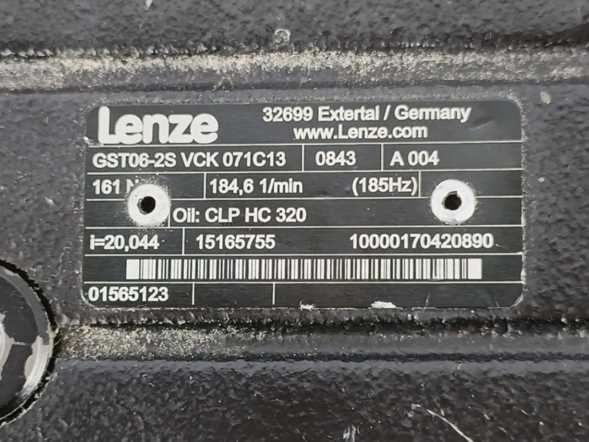 Lenze
32699 Extertal / Germany
www.Lenze.com
GST06-2S VCK 071C13 0843 A 004
161 184,6 1/min (185Hz)
Oil: CLP HC 320
i=20,044 15165755 10000170420890
01565123